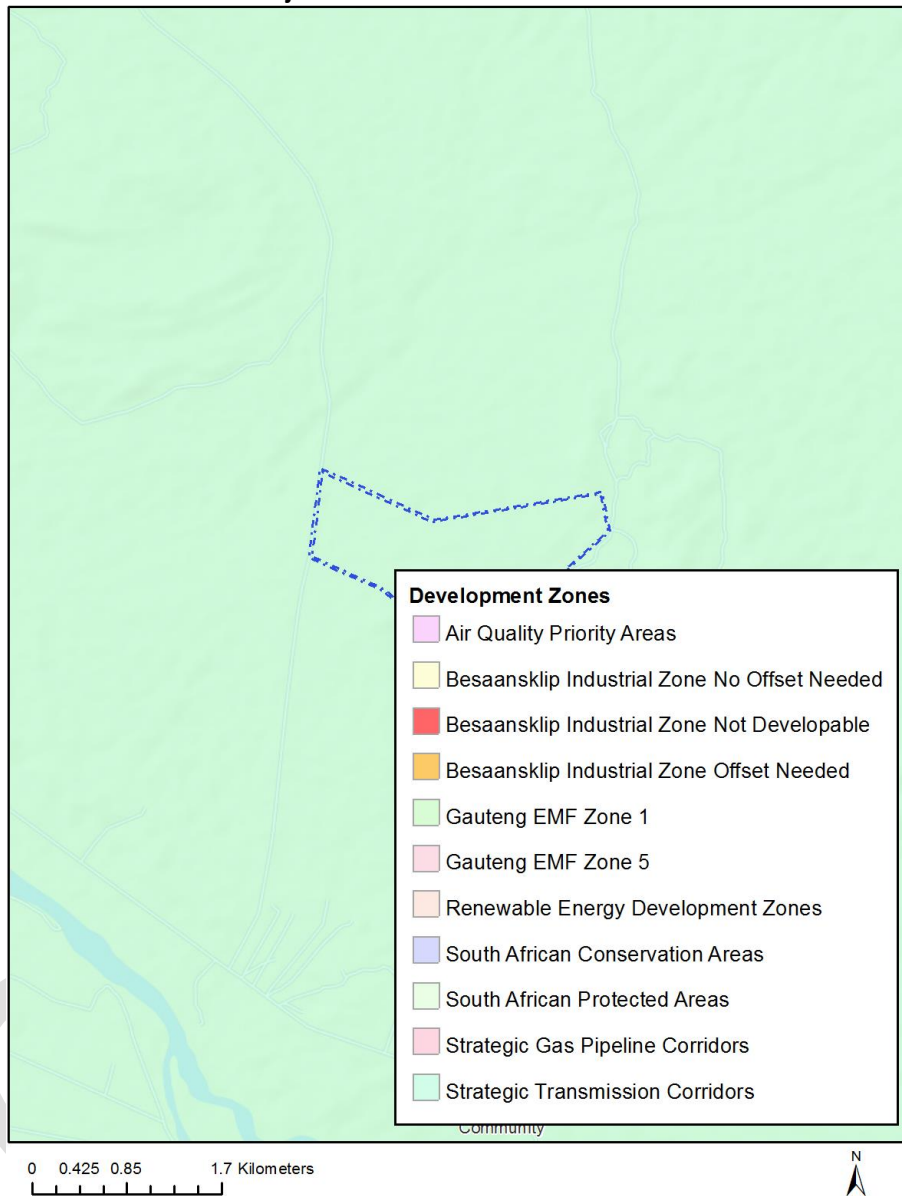 Development Zones
Air Quality Priority Areas
Besaansklip Industrial Zone No Offset Needed
Besaansklip Industrial Zone Not Developable
Besaansklip Industrial Zone Offset Needed
Gauteng EMF Zone 1
Gauteng EMF Zone 5
Renewable Energy Development Zones
South African Conservation Areas
South African Protected Areas
Strategic Gas Pipeline Corridors
Strategic Transmission Corridors
Community
0 0.425 0.85 1.7 Kilometers
N